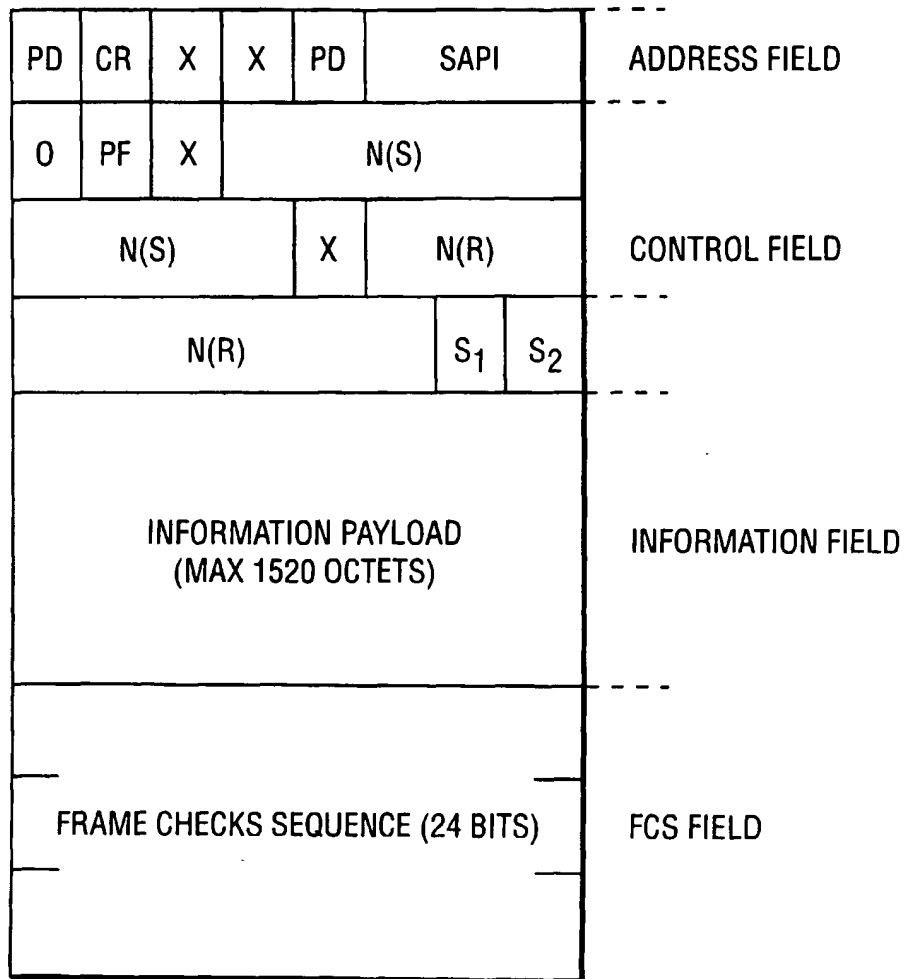 PD CR X X PD SAPI ADDRESS FIELD
O PF X N(S)
N(S) X N(R) CONTROL FIELD
N(R) S1 S2
INFORMATION PAYLOAD
(MAX 1520 OCTETS)
INFORMATION FIELD
FRAME CHECKS SEQUENCE (24 BITS) FCS FIELD